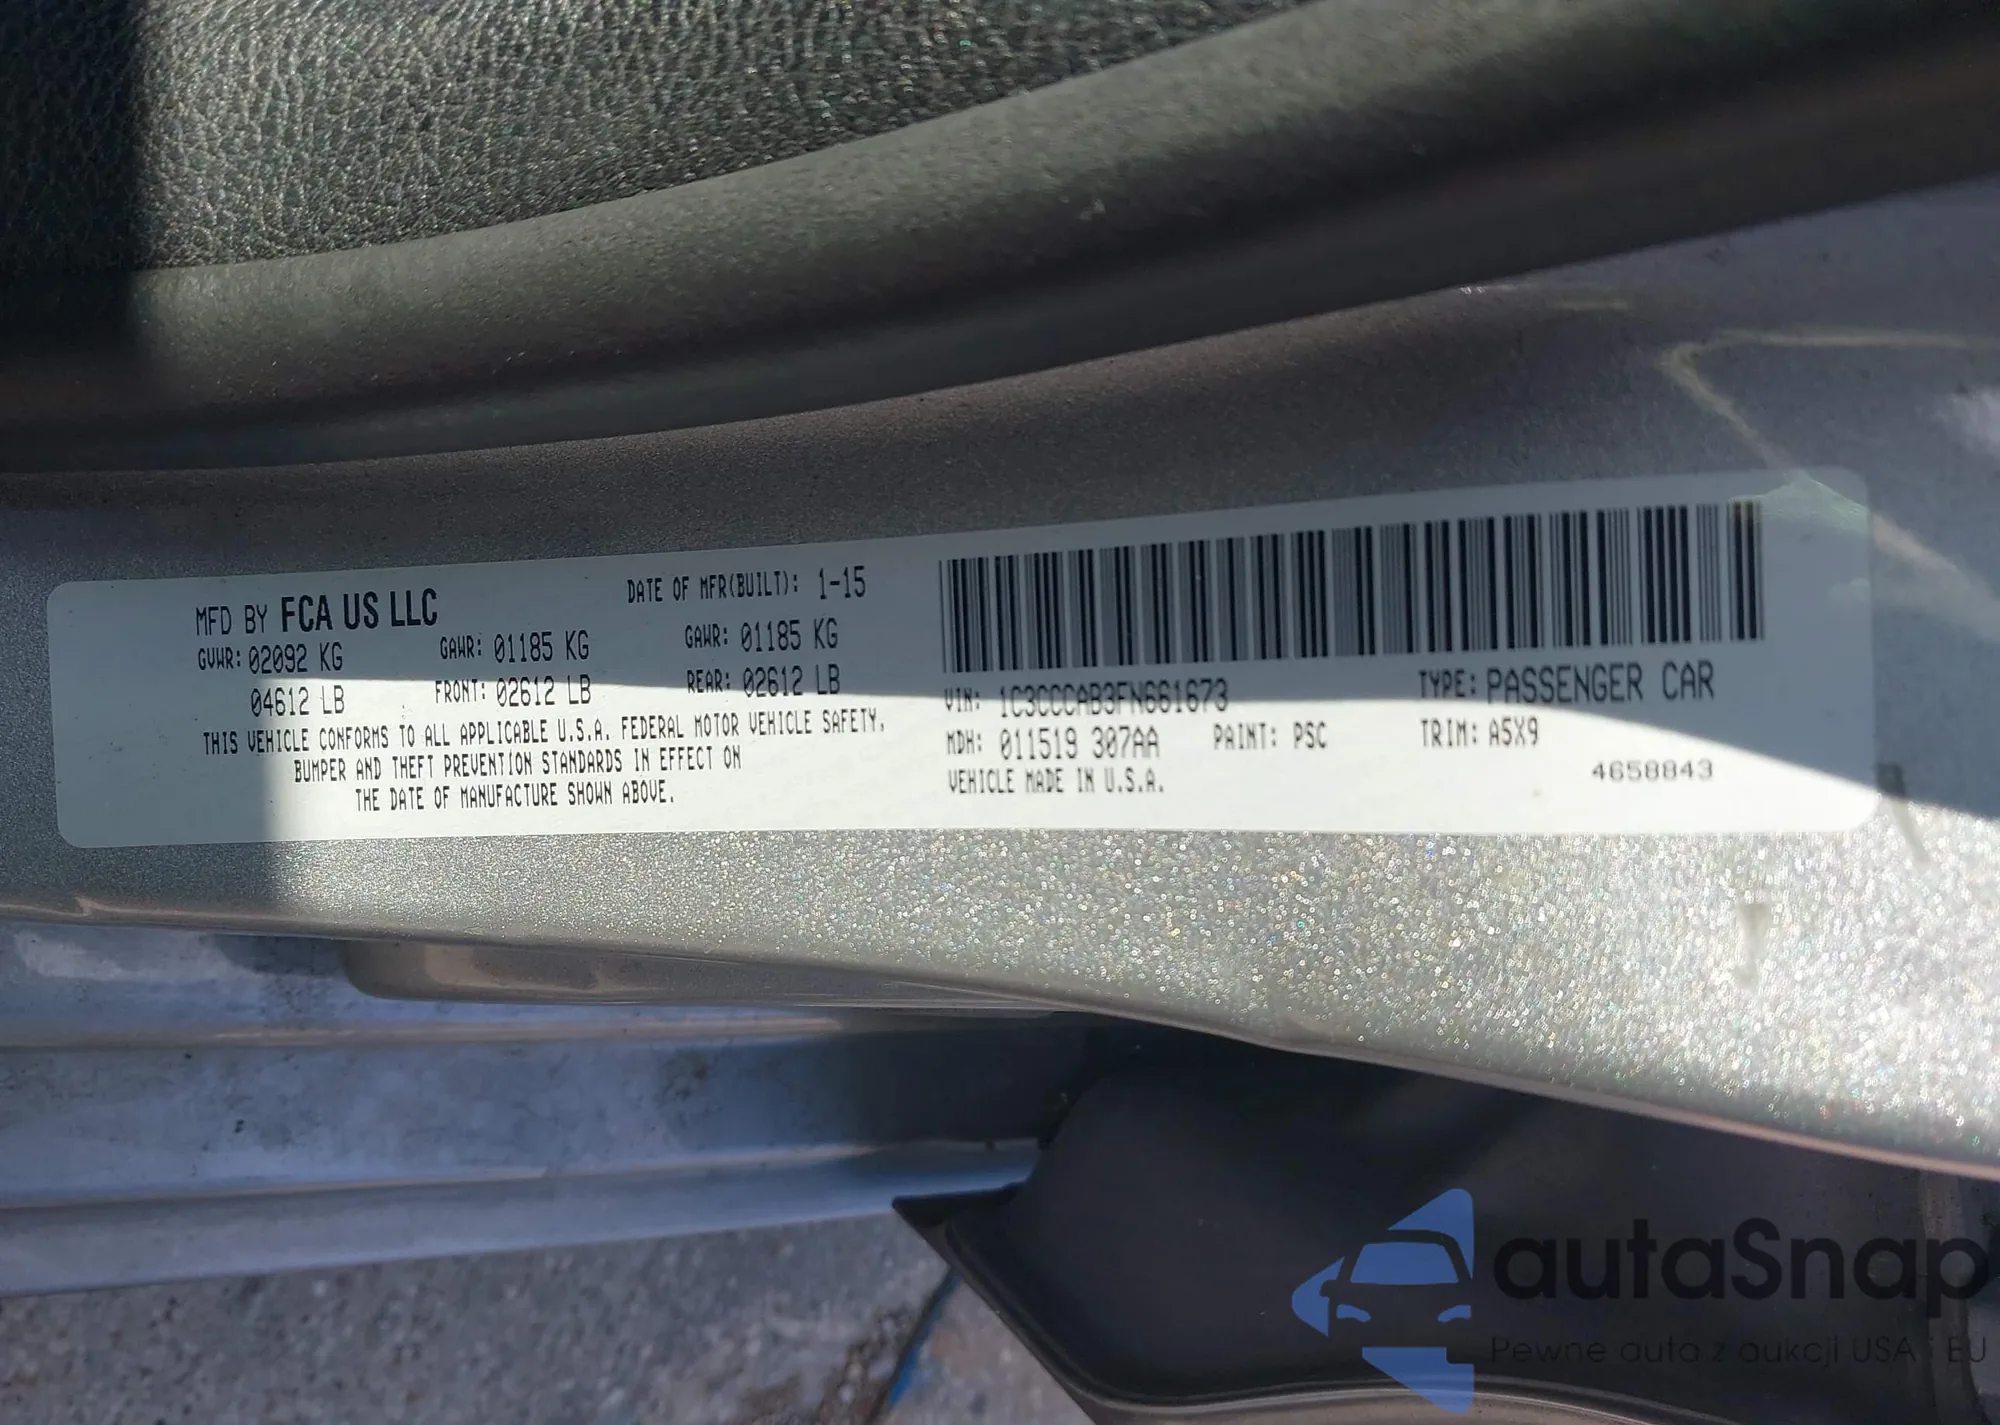 MFD BY FCA US LLC DATE OF MFR(BUILT): 1-15
GVWR: 02092 KG GAWR: 01185 KG GAWR: 01185 KG
04612 LB FRONT: 02612 LB REAR: 02612 LB
THIS VEHICLE CONFORMS TO ALL APPLICABLE U.S.A. FEDERAL MOTOR VEHICLE SAFETY,
BUMPER AND THEFT PREVENTION STANDARDS IN EFFECT ON
THE DATE OF MANUFACTURE SHOWN ABOVE.
VIN: 1C3CCCAB3FN661673 TYPE: PASSENGER CAR
MDH: 011519 307AA PAINT: PSC TRIM: A5X9
VEHICLE MADE IN U.S.A. 4658843
autaSnap
Pewne auta z aukcji USA i EU